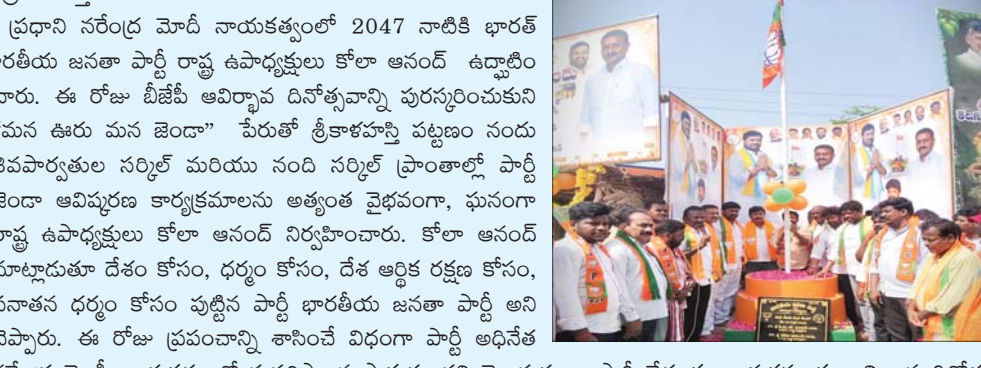 ప్రధాని నరేంద్ర మోదీ నాయకత్వంలో 2047 నాటికి భారత్
రతీయ జనతా పార్టీ రాష్ట్ర ఉపాధ్యక్షులు కోలా ఆనంద్ ఉద్ఘాటిం
చారు. ఈ రోజు బీజేపీ ఆవిర్భావ దినోత్సవాన్ని పురస్కరించుకుని
మన ఊరు మన జెండా” పేరుతో శ్రీకాళహస్తి పట్టణం నందు
శివపార్వతుల సర్కిల్ మరియు నంది సర్కిల్ ప్రాంతాల్లో పార్టీ
జెండా ఆవిష్కరణ కార్యక్రమాలను అత్యంత వైభవంగా, ఘనంగా
రాష్ట్ర ఉపాధ్యక్షులు కోలా ఆనంద్ నిర్వహించారు. కోలా ఆనంద్
మాట్లాడుతూ దేశం కోసం, ధర్మం కోసం, దేశ ఆర్థిక రక్షణ కోసం,
సనాతన ధర్మం కోసం పుట్టిన పార్టీ భారతీయ జనతా పార్టీ అని
చెప్పారు. ఈ రోజు ప్రపంచాన్ని శాసించే విధంగా పార్టీ అధినేత